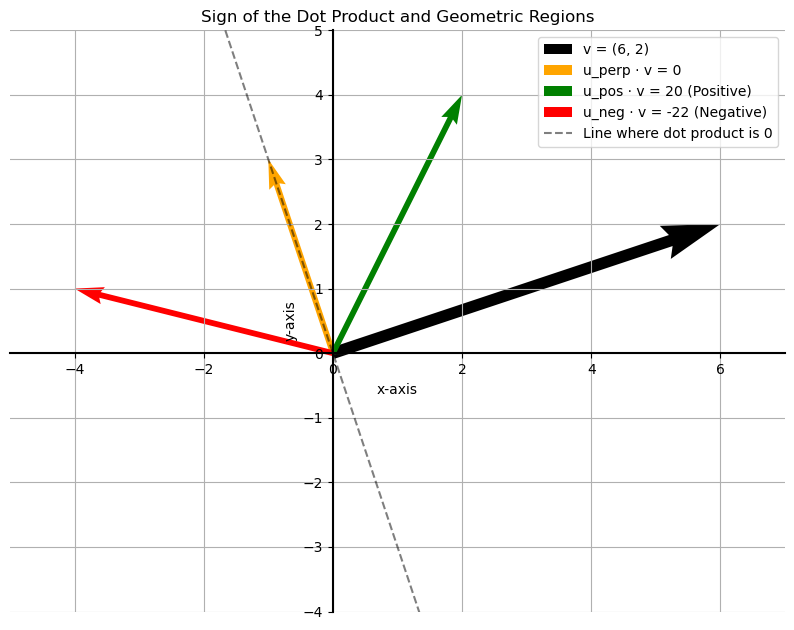 Sign of the Dot Product and Geometric Regions
v = (6, 2)
u_perp · v = 0
u_pos · v = 20 (Positive)
u_neg · v = -22 (Negative)
Line where dot product is 0
5
4
3
2
1
0
−1
−2
−3
−4
y-axis
−4 −2 0 2 4 6
x-axis